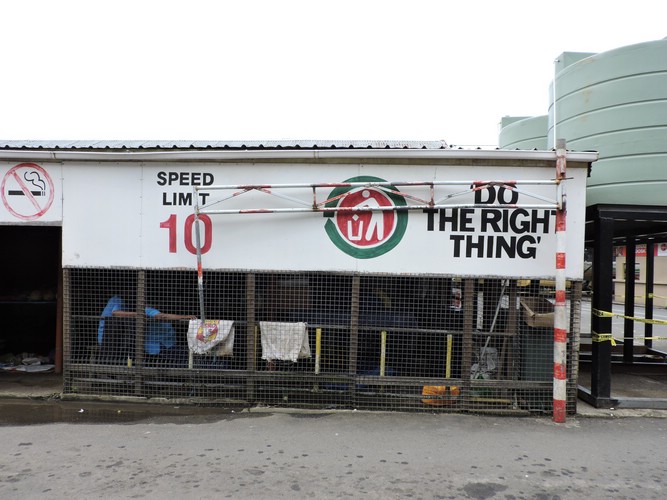 SPEED
LIMIT
10
DO
THE RIGHT
THING'